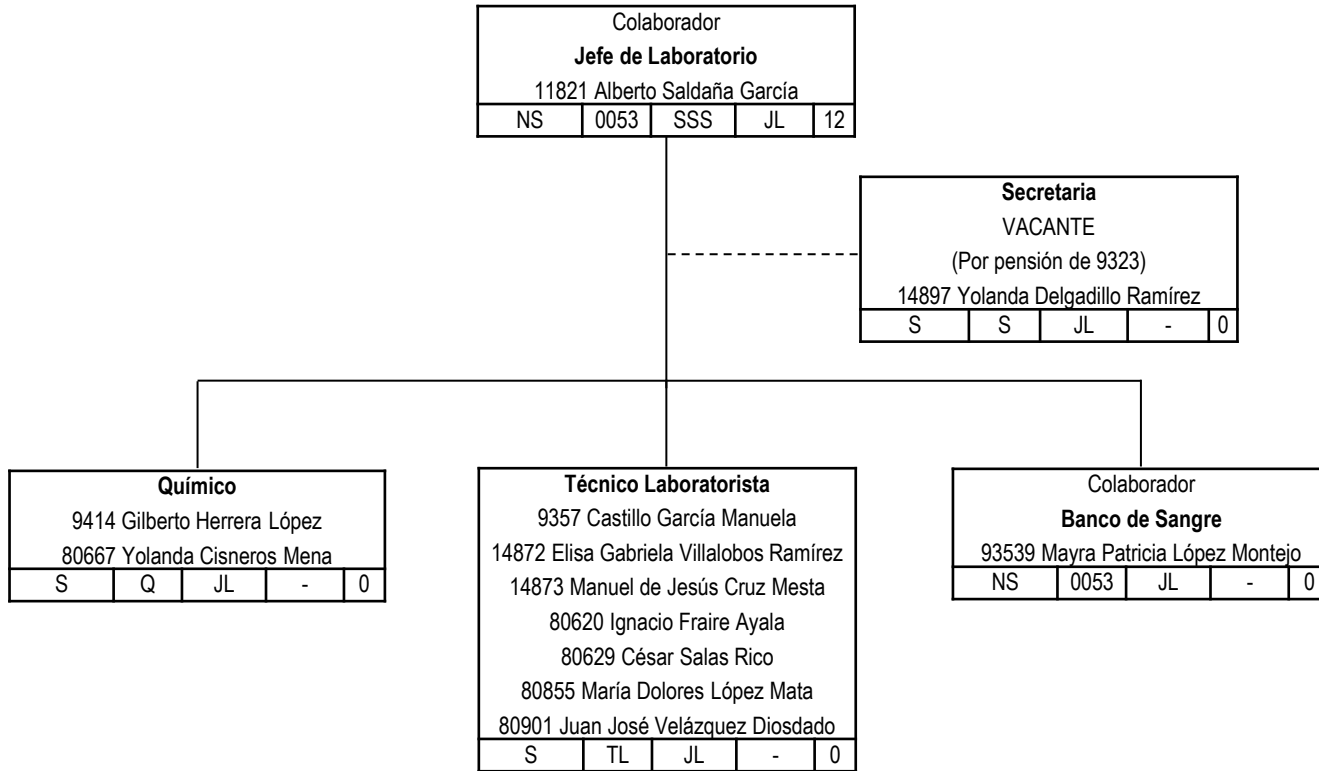 Colaborador
Jefe de Laboratorio
11821 Alberto Saldaña García
NS 0053 SSS JL 12
Secretaria
VACANTE
(Por pensión de 9323)
14897 Yolanda Delgadillo Ramírez
S S JL - 0
Químico
9414 Gilberto Herrera López
80667 Yolanda Cisneros Mena
S Q JL - 0
Técnico Laboratorista
9357 Castillo García Manuela
14872 Elisa Gabriela Villalobos Ramírez
14873 Manuel de Jesús Cruz Mesta
80620 Ignacio Fraire Ayala
80629 César Salas Rico
80855 María Dolores López Mata
80901 Juan José Velázquez Diosdado
S TL JL - 0
Colaborador
Banco de Sangre
93539 Mayra Patricia López Montejo
NS 0053 JL - 0